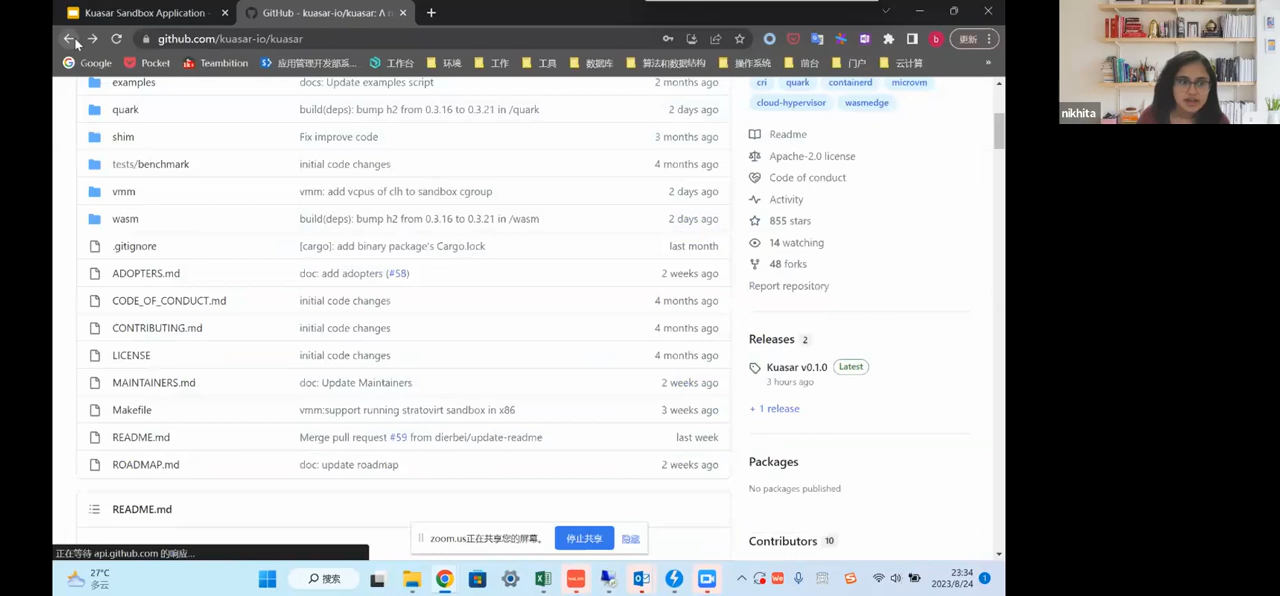 Kuasar Sandbox Application -
GitHub - kuasar-io/kuasar: A n
github.com/kuasar-io/kuasar
更新
Google Pocket Teambition 应用管理开发部系... 工作台 环境 工作 工具 数据库 算法和数据结构 操作系统 前台 门户 云计算 »
examples docs: Update examples script 2 months ago
quark build(deps): bump h2 from 0.3.16 to 0.3.21 in /quark 2 days ago
shim Fix improve code 3 months ago
tests/benchmark initial code changes 4 months ago
vmm vmm: add vcpus of clh to sandbox cgroup 2 days ago
wasm build(deps): bump h2 from 0.3.16 to 0.3.21 in /wasm 2 days ago
.gitignore [cargo]: add binary package's Cargo.lock last month
ADOPTERS.md doc: add adopters (#58) 2 weeks ago
CODE_OF_CONDUCT.md initial code changes 4 months ago
CONTRIBUTING.md initial code changes 4 months ago
LICENSE initial code changes 4 months ago
MAINTAINERS.md doc: Update Maintainers 2 weeks ago
Makefile vmm:support running stratovirt sandbox in x86 3 weeks ago
README.md Merge pull request #59 from dierbei/update-readme last week
ROADMAP.md doc: update roadmap 2 weeks ago
README.md
cri quark containerd microvm
cloud-hypervisor wasmedge
Readme
Apache-2.0 license
Code of conduct
Activity
855 stars
14 watching
48 forks
Report repository
Releases 2
Kuasar v0.1.0 Latest
3 hours ago
+ 1 release
Packages
No packages published
Contributors 10
zoom.us正在共享您的屏幕。 停止共享 隐藏
正在等待 api.github.com 的响应...
27°C
多云
搜索
23:34
2023/8/24
1
nikhita